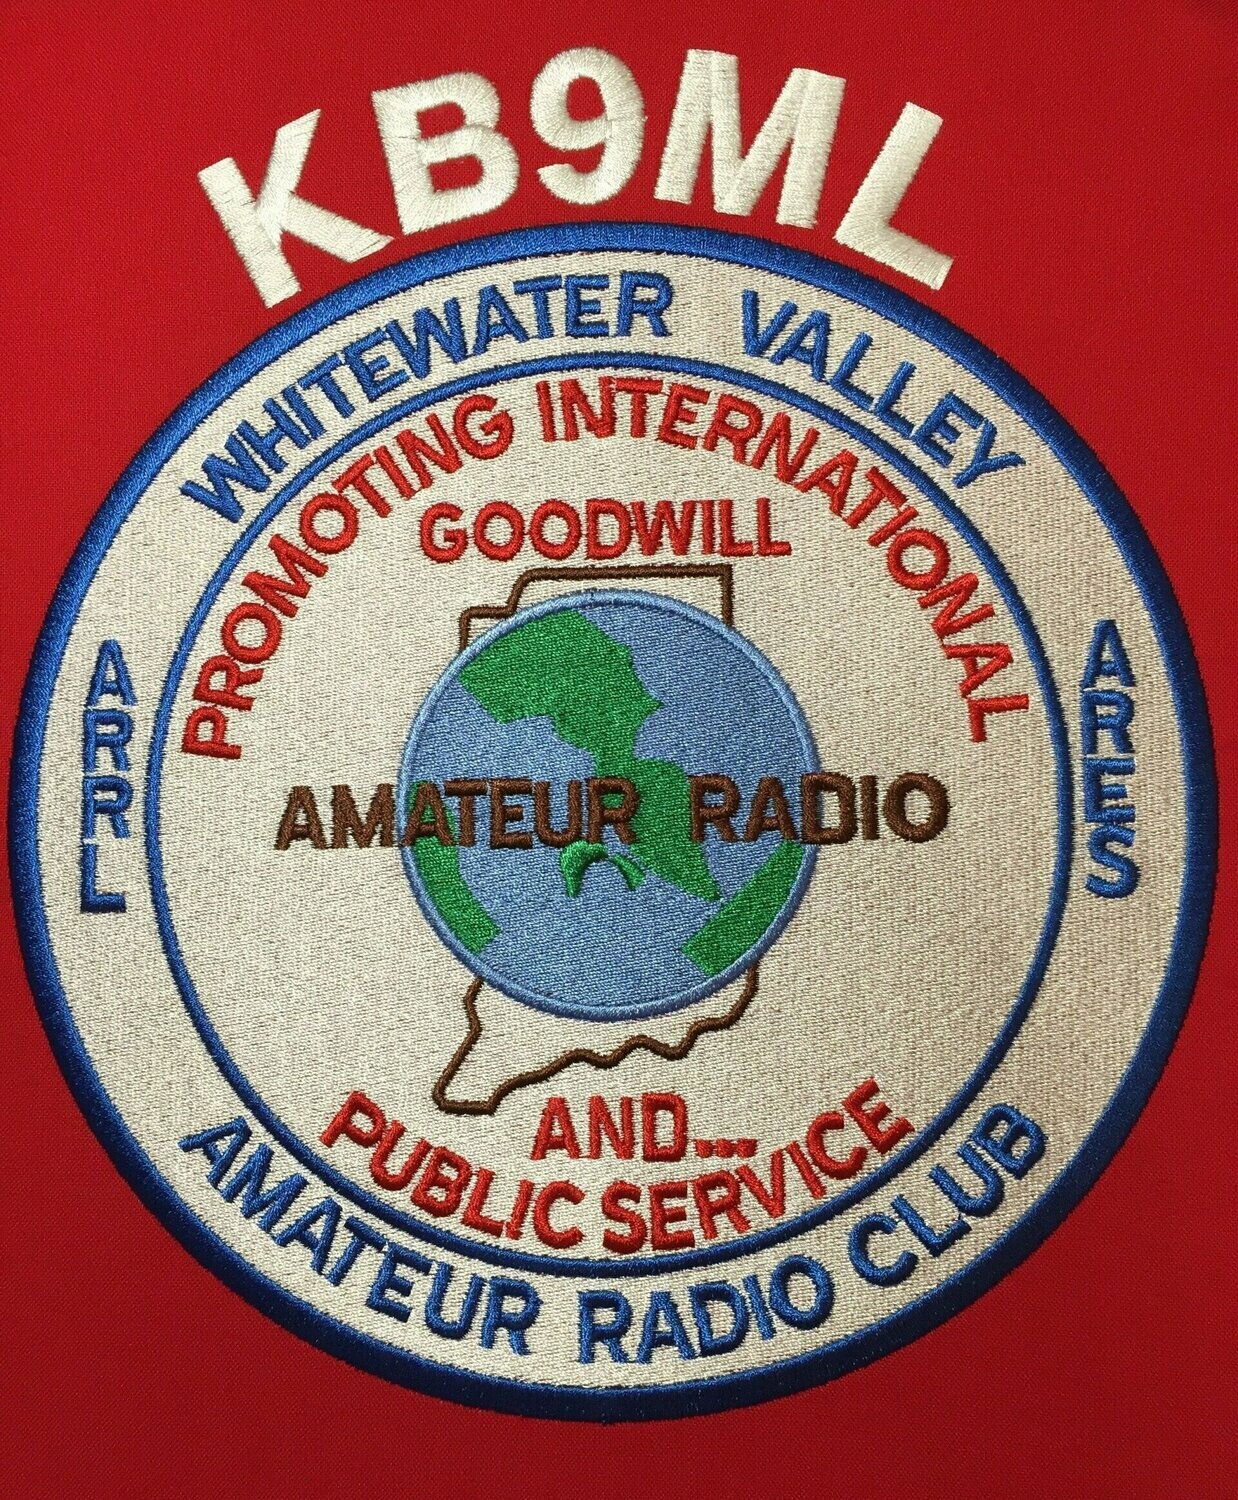 KB9ML
WHITEWATER VALLEY
PROMOTING INTERNATIONAL
GOODWILL
ARRL
ARES
AMATEUR RADIO
AND...
PUBLIC SERVICE
AMATEUR RADIO CLUB